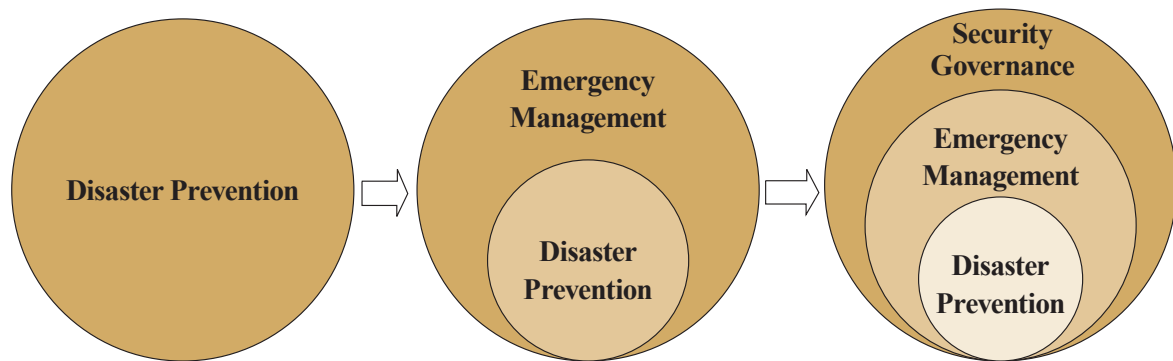 Disaster Prevention
Emergency
Management
Disaster
Prevention
Security
Governance
Emergency
Management
Disaster
Prevention